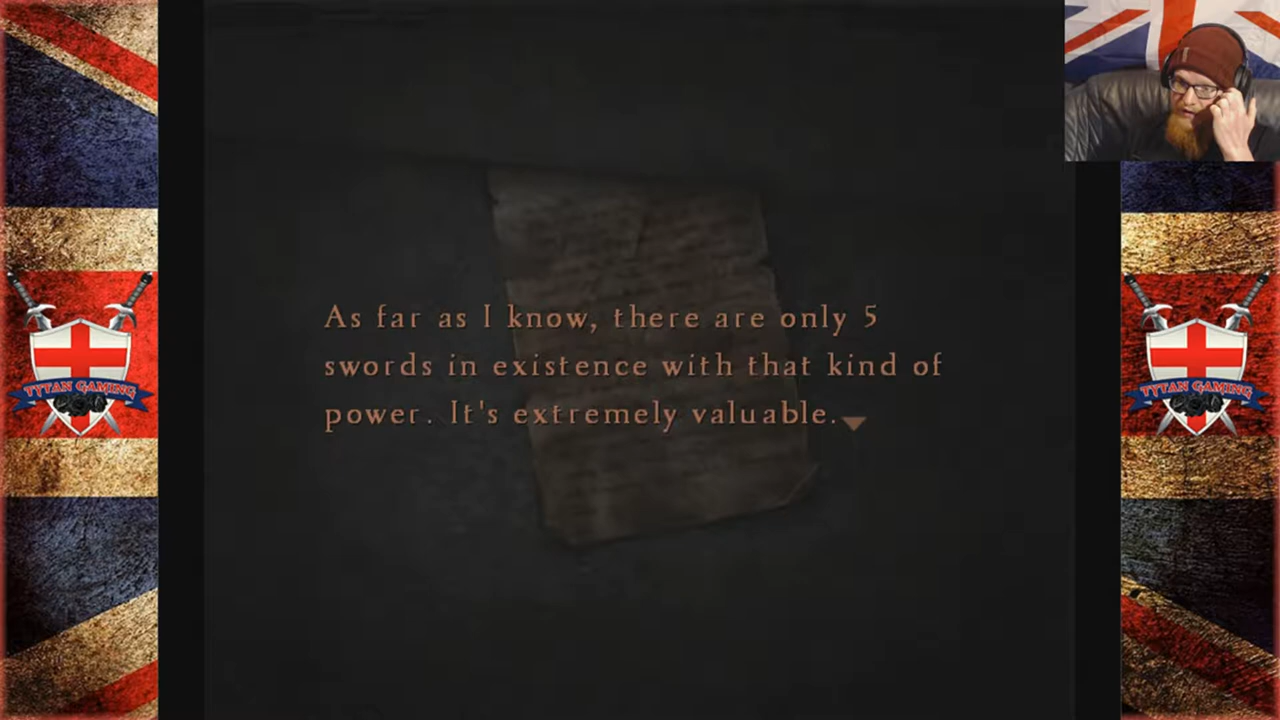 As far as I know, there are only 5
swords in existence with that kind of
power. It's extremely valuable.
TYTAN GAMING
TYTAN GAMING